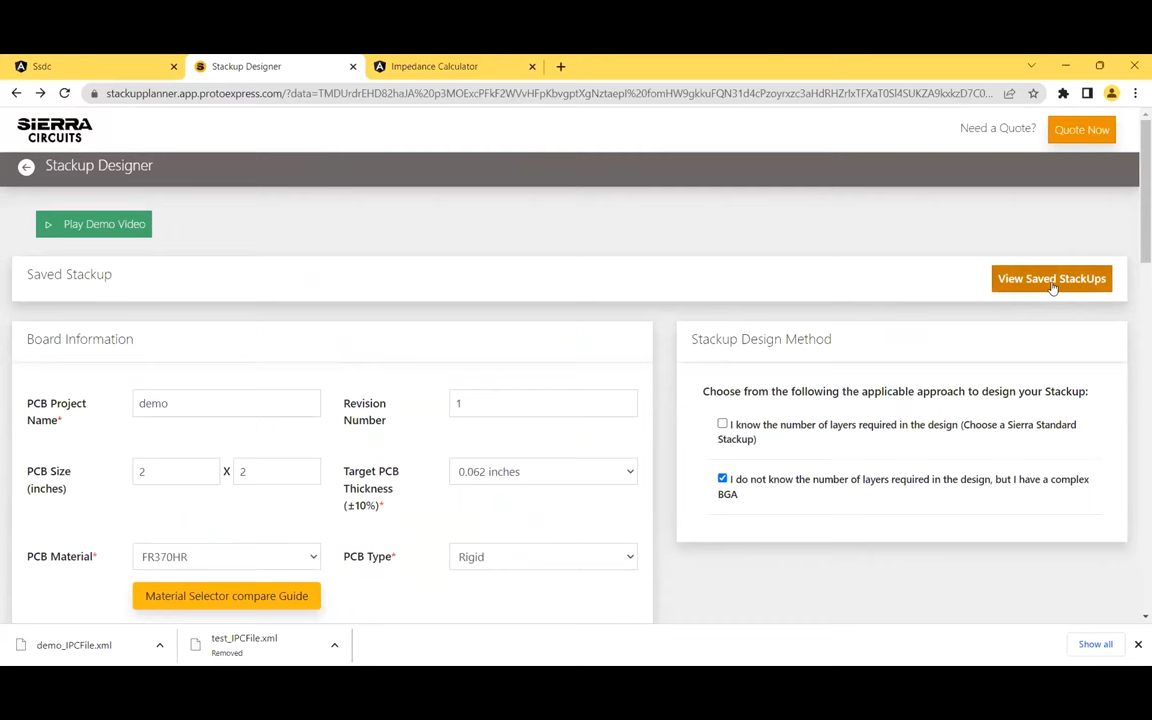 Ssdc
Stackup Designer
Impedance Calculator
stackupplanner.app.protoexpress.com/?data=
SIERRA
CIRCUITS
Need a Quote?
Quote Now
Stackup Designer
Play Demo Video
Saved Stackup
View Saved StackUps
Board Information
Stackup Design Method
PCB Project
Name*
demo
Revision
Number
1
Choose from the following the applicable approach to design your Stackup:
I know the number of layers required in the design (Choose a Sierra Standard
Stackup)
PCB Size
(inches)
2 X 2
Target PCB
Thickness
(±10%)*
0.062 inches
I do not know the number of layers required in the design, but I have a complex
BGA
PCB Material*
FR370HR
PCB Type*
Rigid
Material Selector compare Guide
demo_IPCFile.xml
test_IPCFile.xml
Removed
Show all